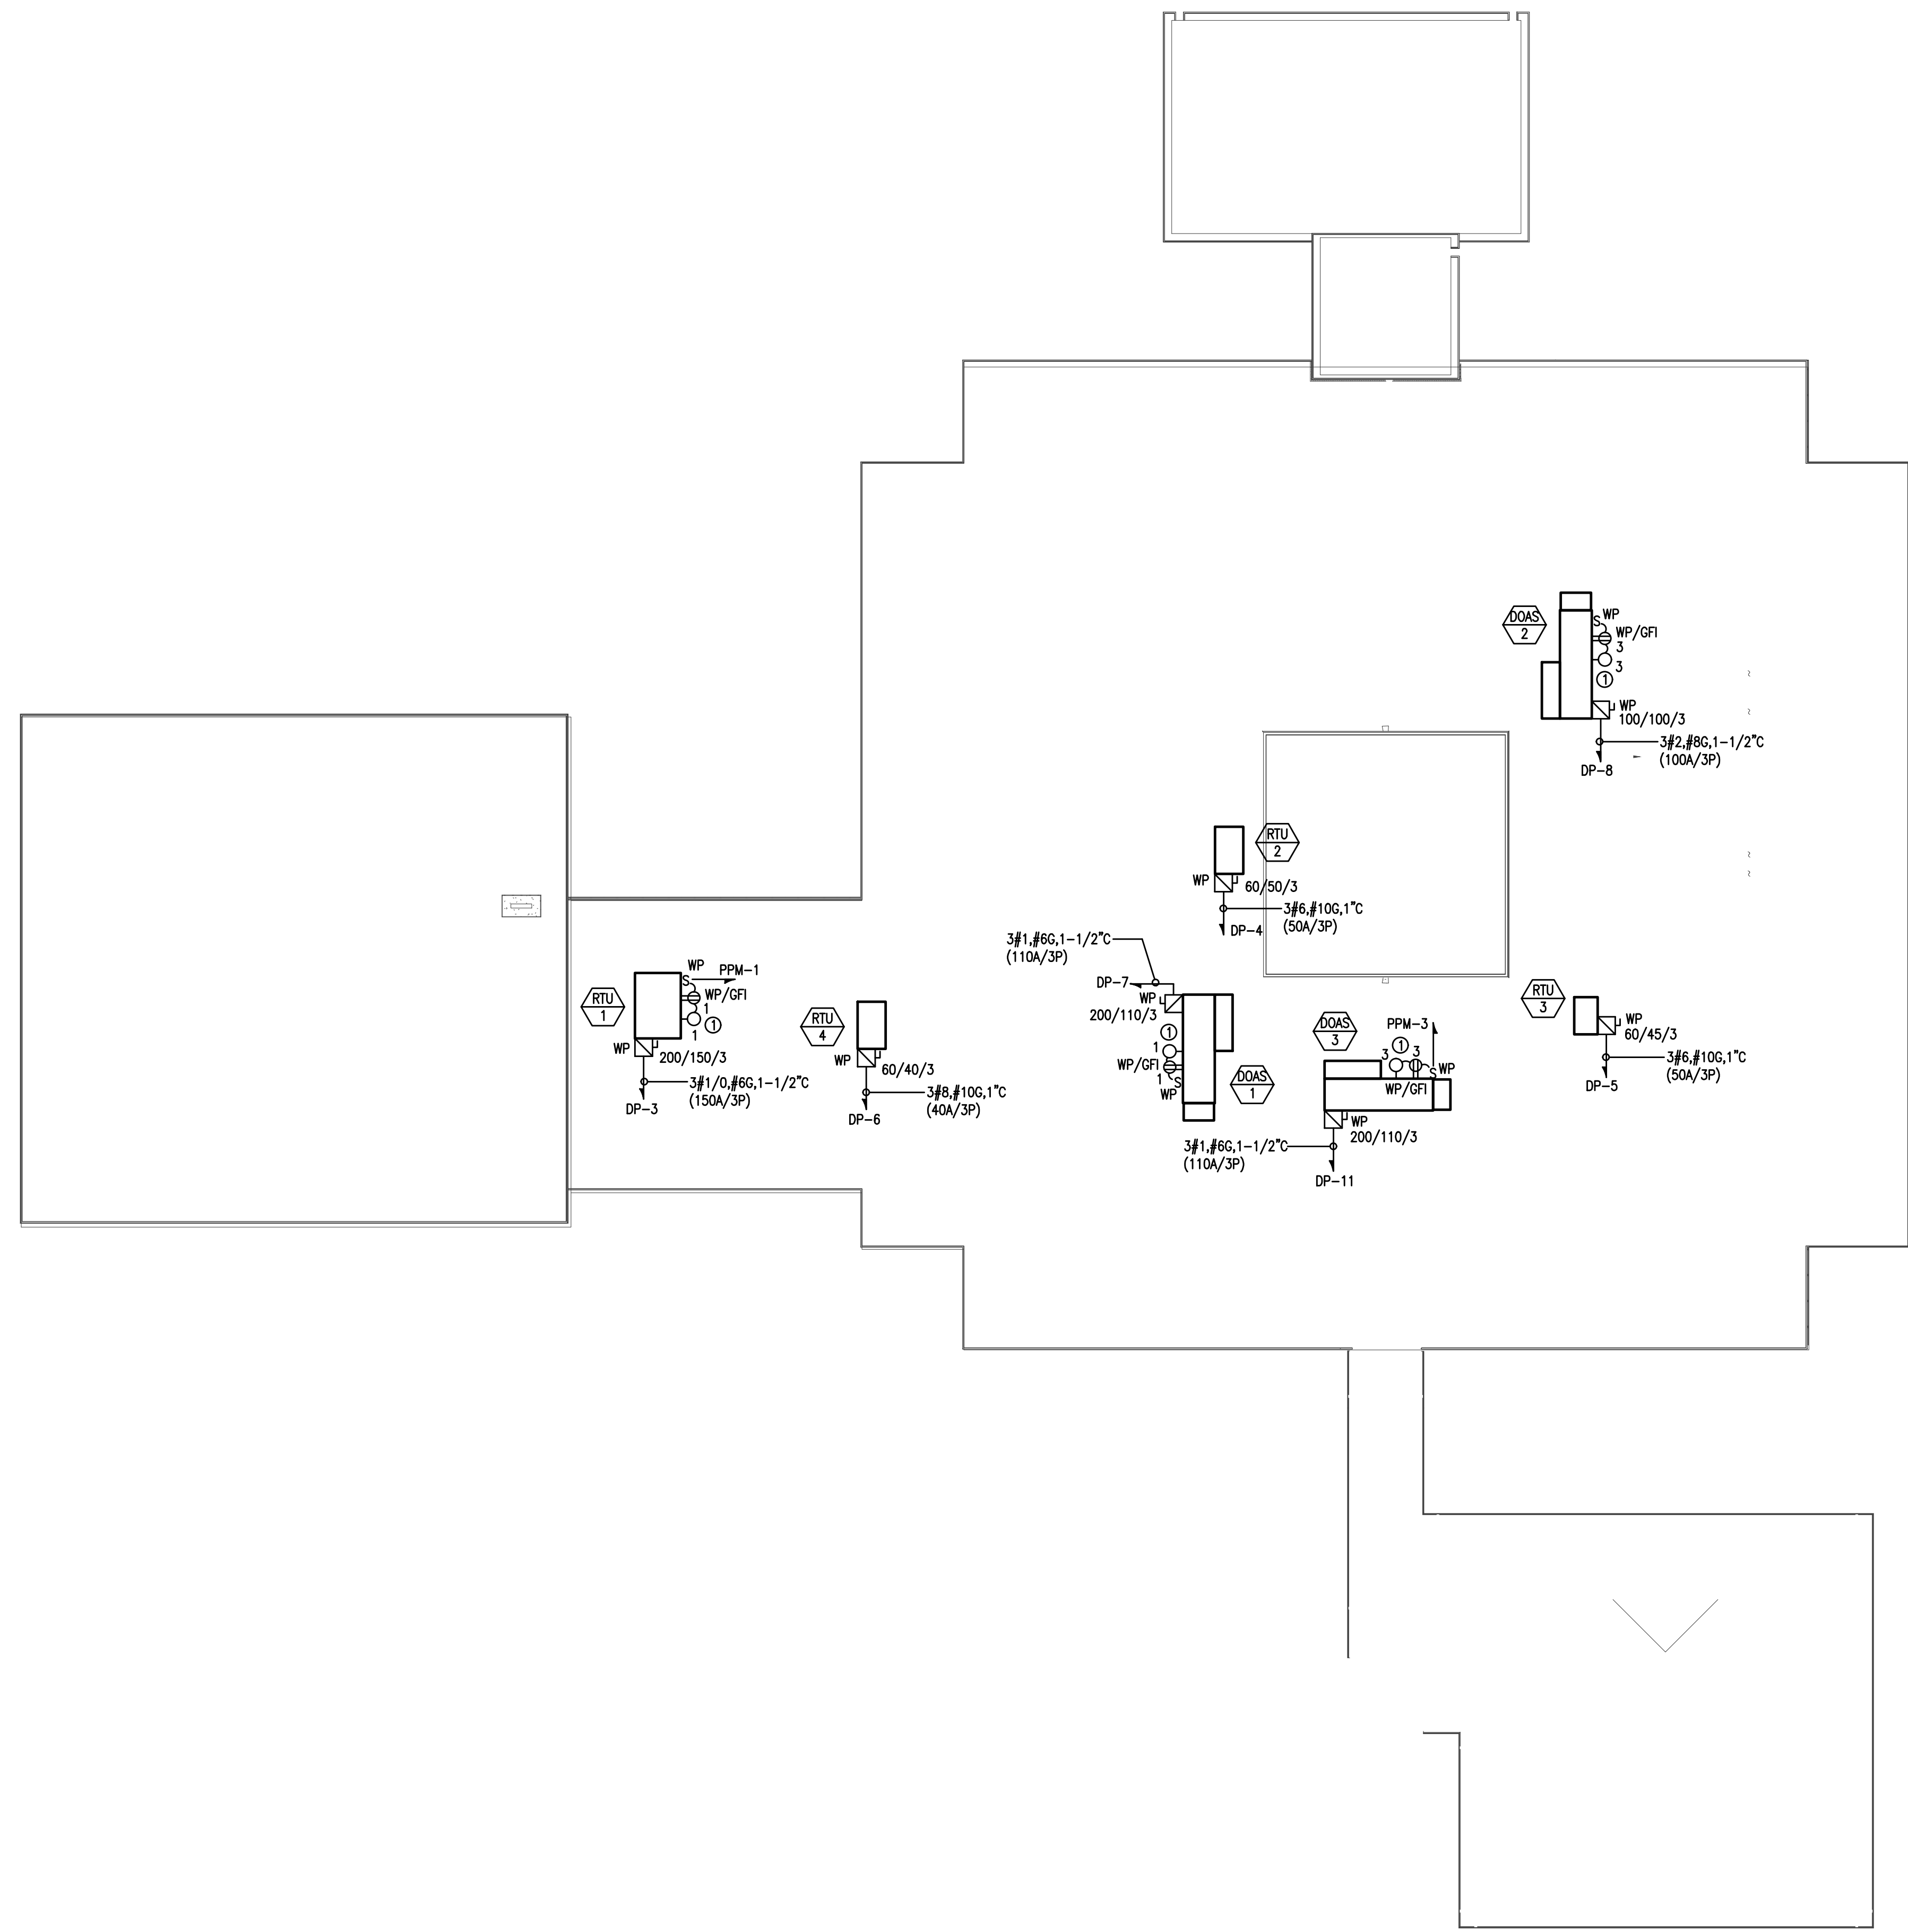 DOAS
2
WP
S
WP/GFI
3
3
1
WP
100/100/3
3#2,#8G,1-1/2"C
(100A/3P)
DP-8
RTU
2
WP
60/50/3
3#6,#10G,1"C
(50A/3P)
DP-4
3#1,#6G,1-1/2"C
(110A/3P)
DP-7
WP
200/110/3
1
1
WP/GFI
1
S
WP
DOAS
1
RTU
1
WP
PPM-1
S
WP/GFI
1
1
1
WP
200/150/3
3#1/0,#6G,1-1/2"C
(150A/3P)
DP-3
RTU
4
WP
60/40/3
3#8,#10G,1"C
(40A/3P)
DP-6
DOAS
3
PPM-3
1
3
3
WP
S
WP/GFI
WP
200/110/3
3#1,#6G,1-1/2"C
(110A/3P)
DP-11
RTU
3
WP
60/45/3
3#6,#10G,1"C
(50A/3P)
DP-5